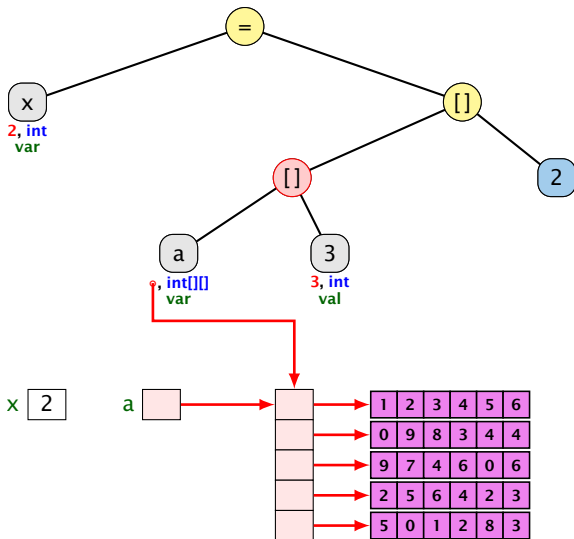 =
x
[]
2, int
var
[]
2
a
3
, int[][]
var
3, int
val
x 2 a
1 2 3 4 5 6
0 9 8 3 4 4
9 7 4 6 0 6
2 5 6 4 2 3
5 0 1 2 8 3